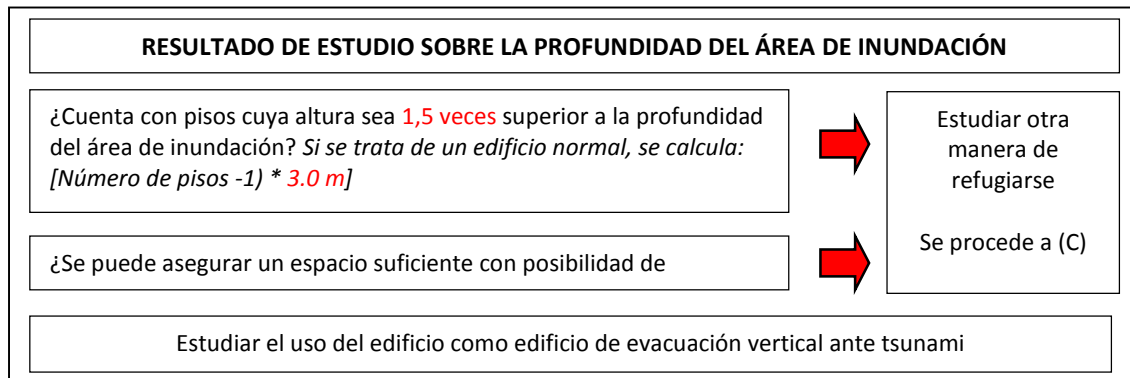 RESULTADO DE ESTUDIO SOBRE LA PROFUNDIDAD DEL ÁREA DE INUNDACIÓN
¿Cuenta con pisos cuya altura sea 1,5 veces superior a la profundidad
del área de inundación? Si se trata de un edificio normal, se calcula:
[Número de pisos -1) * 3.0 m]
¿Se puede asegurar un espacio suficiente con posibilidad de
Estudiar otra
manera de
refugiarse
Se procede a (C)
Estudiar el uso del edificio como edificio de evacuación vertical ante tsunami